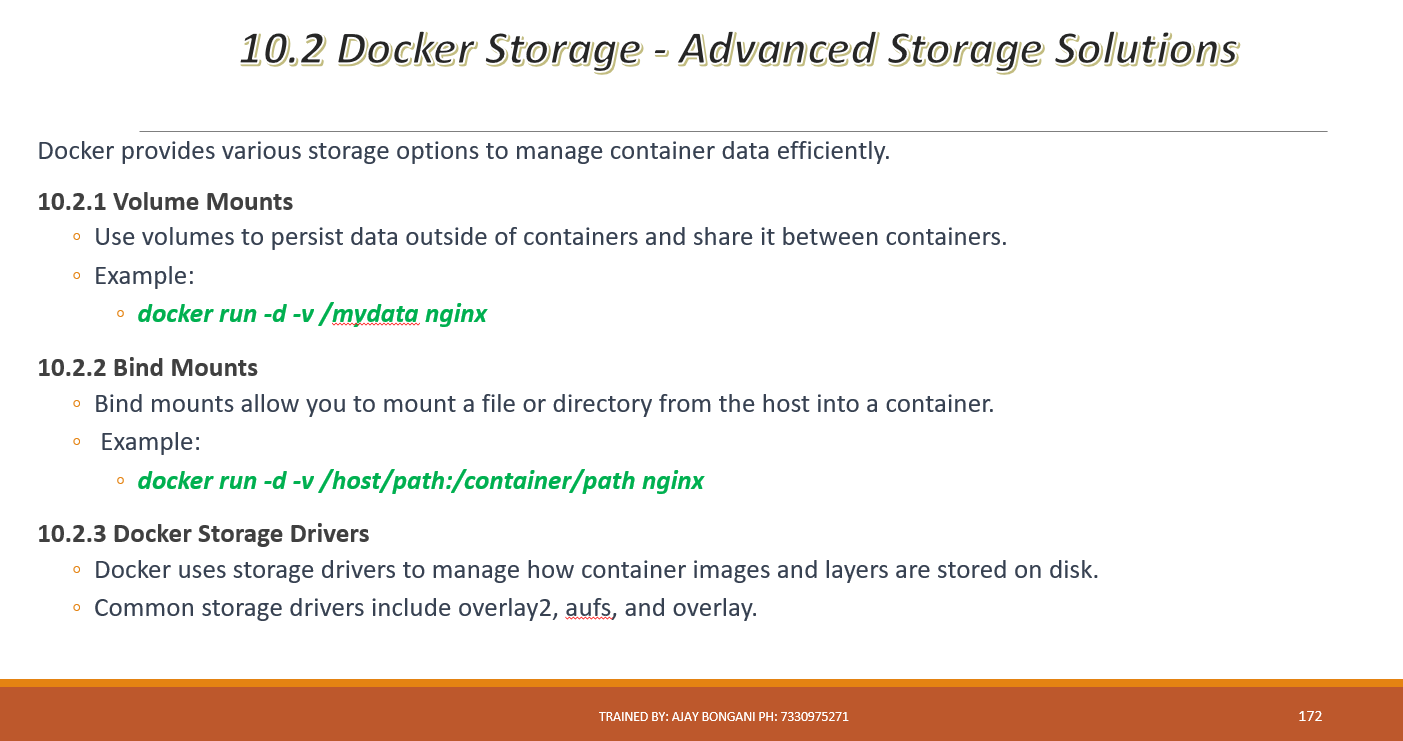 10.2 Docker Storage - Advanced Storage Solutions
Docker provides various storage options to manage container data efficiently.
10.2.1 Volume Mounts
Use volumes to persist data outside of containers and share it between containers.
Example:
docker run -d -v /mydata nginx
10.2.2 Bind Mounts
Bind mounts allow you to mount a file or directory from the host into a container.
Example:
docker run -d -v /host/path:/container/path nginx
10.2.3 Docker Storage Drivers
Docker uses storage drivers to manage how container images and layers are stored on disk.
Common storage drivers include overlay2, aufs, and overlay.
TRAINED BY: AJAY BONGANI PH: 7330975271
172